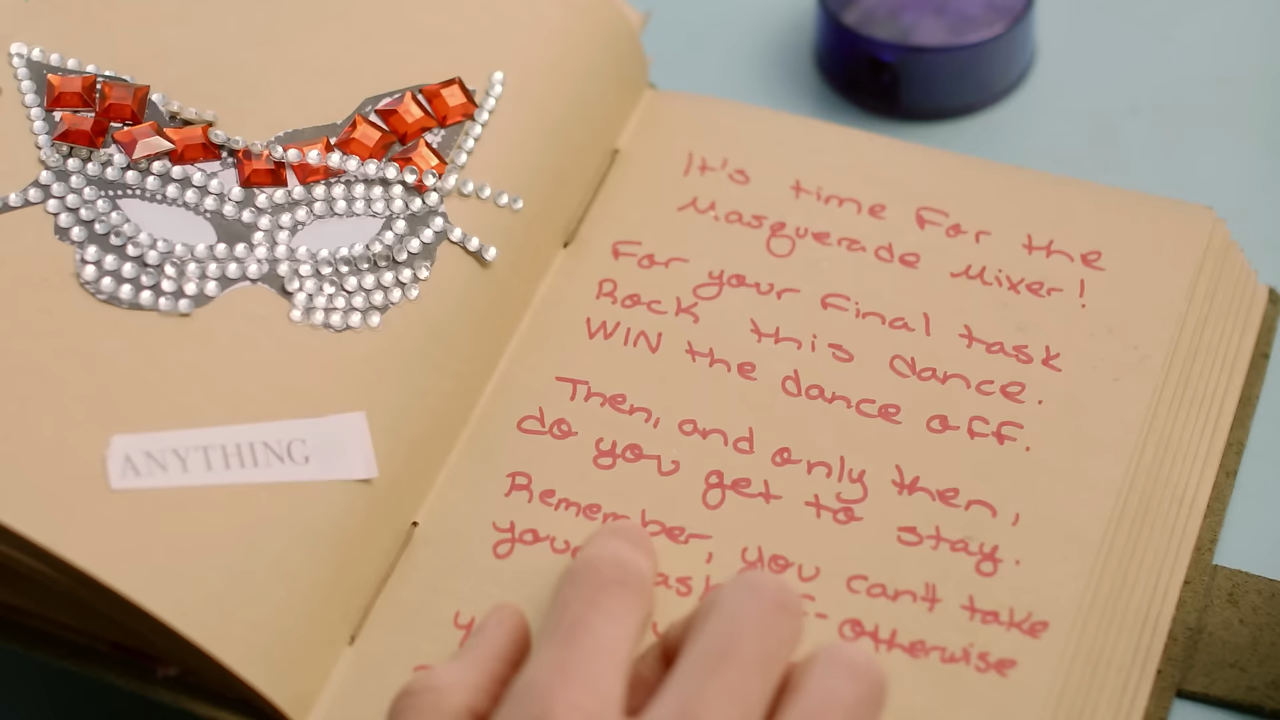 ANYTHING
It's time For the
Masquerade Mixer!
For your Final task
Rock this dance.
WIN the dance oFF.
Then, and only then,
do you get to stay.
Remember, you can't take
otherwise